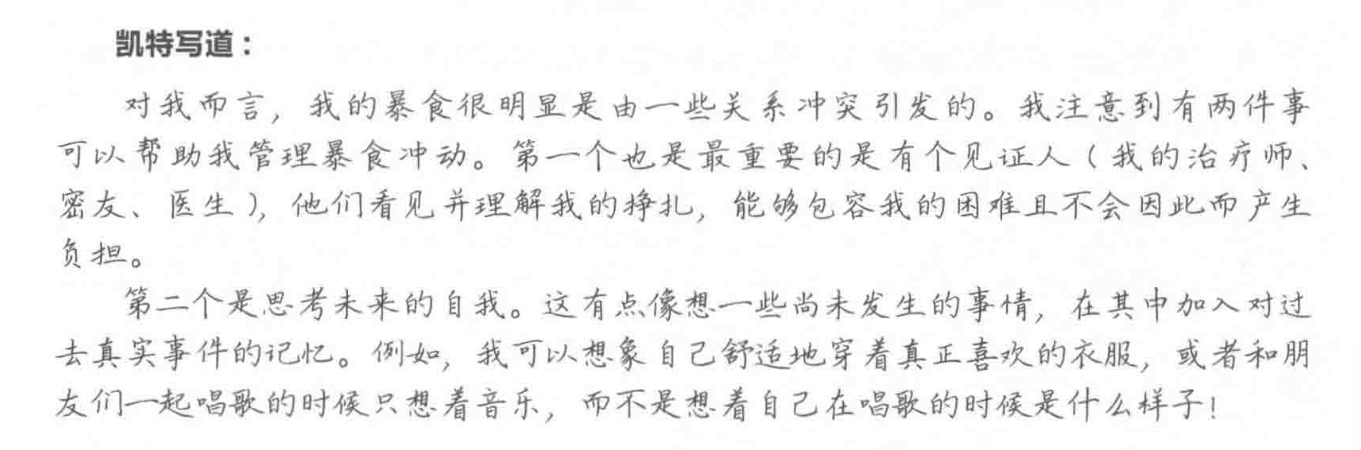 凯特写道：
对我而言，我的暴食很明显是由一些关系冲突引发的。我注意到有两件事
可以帮助我管理暴食冲动。第一个也是最重要的是有个见证人（我的治疗师、
密友、医生），他们看见并理解我的挣扎，能够包容我的困难且不会因此而产生
负担。
第二个是思考未来的自我。这有点像想一些尚未发生的事情，在其中加入对过
去真实事件的记忆。例如，我可以想象自己舒适地穿着真正喜欢的衣服，或者和朋
友们一起唱歌的时候只想着音乐，而不是想着自己在唱歌的时候是什么样子！